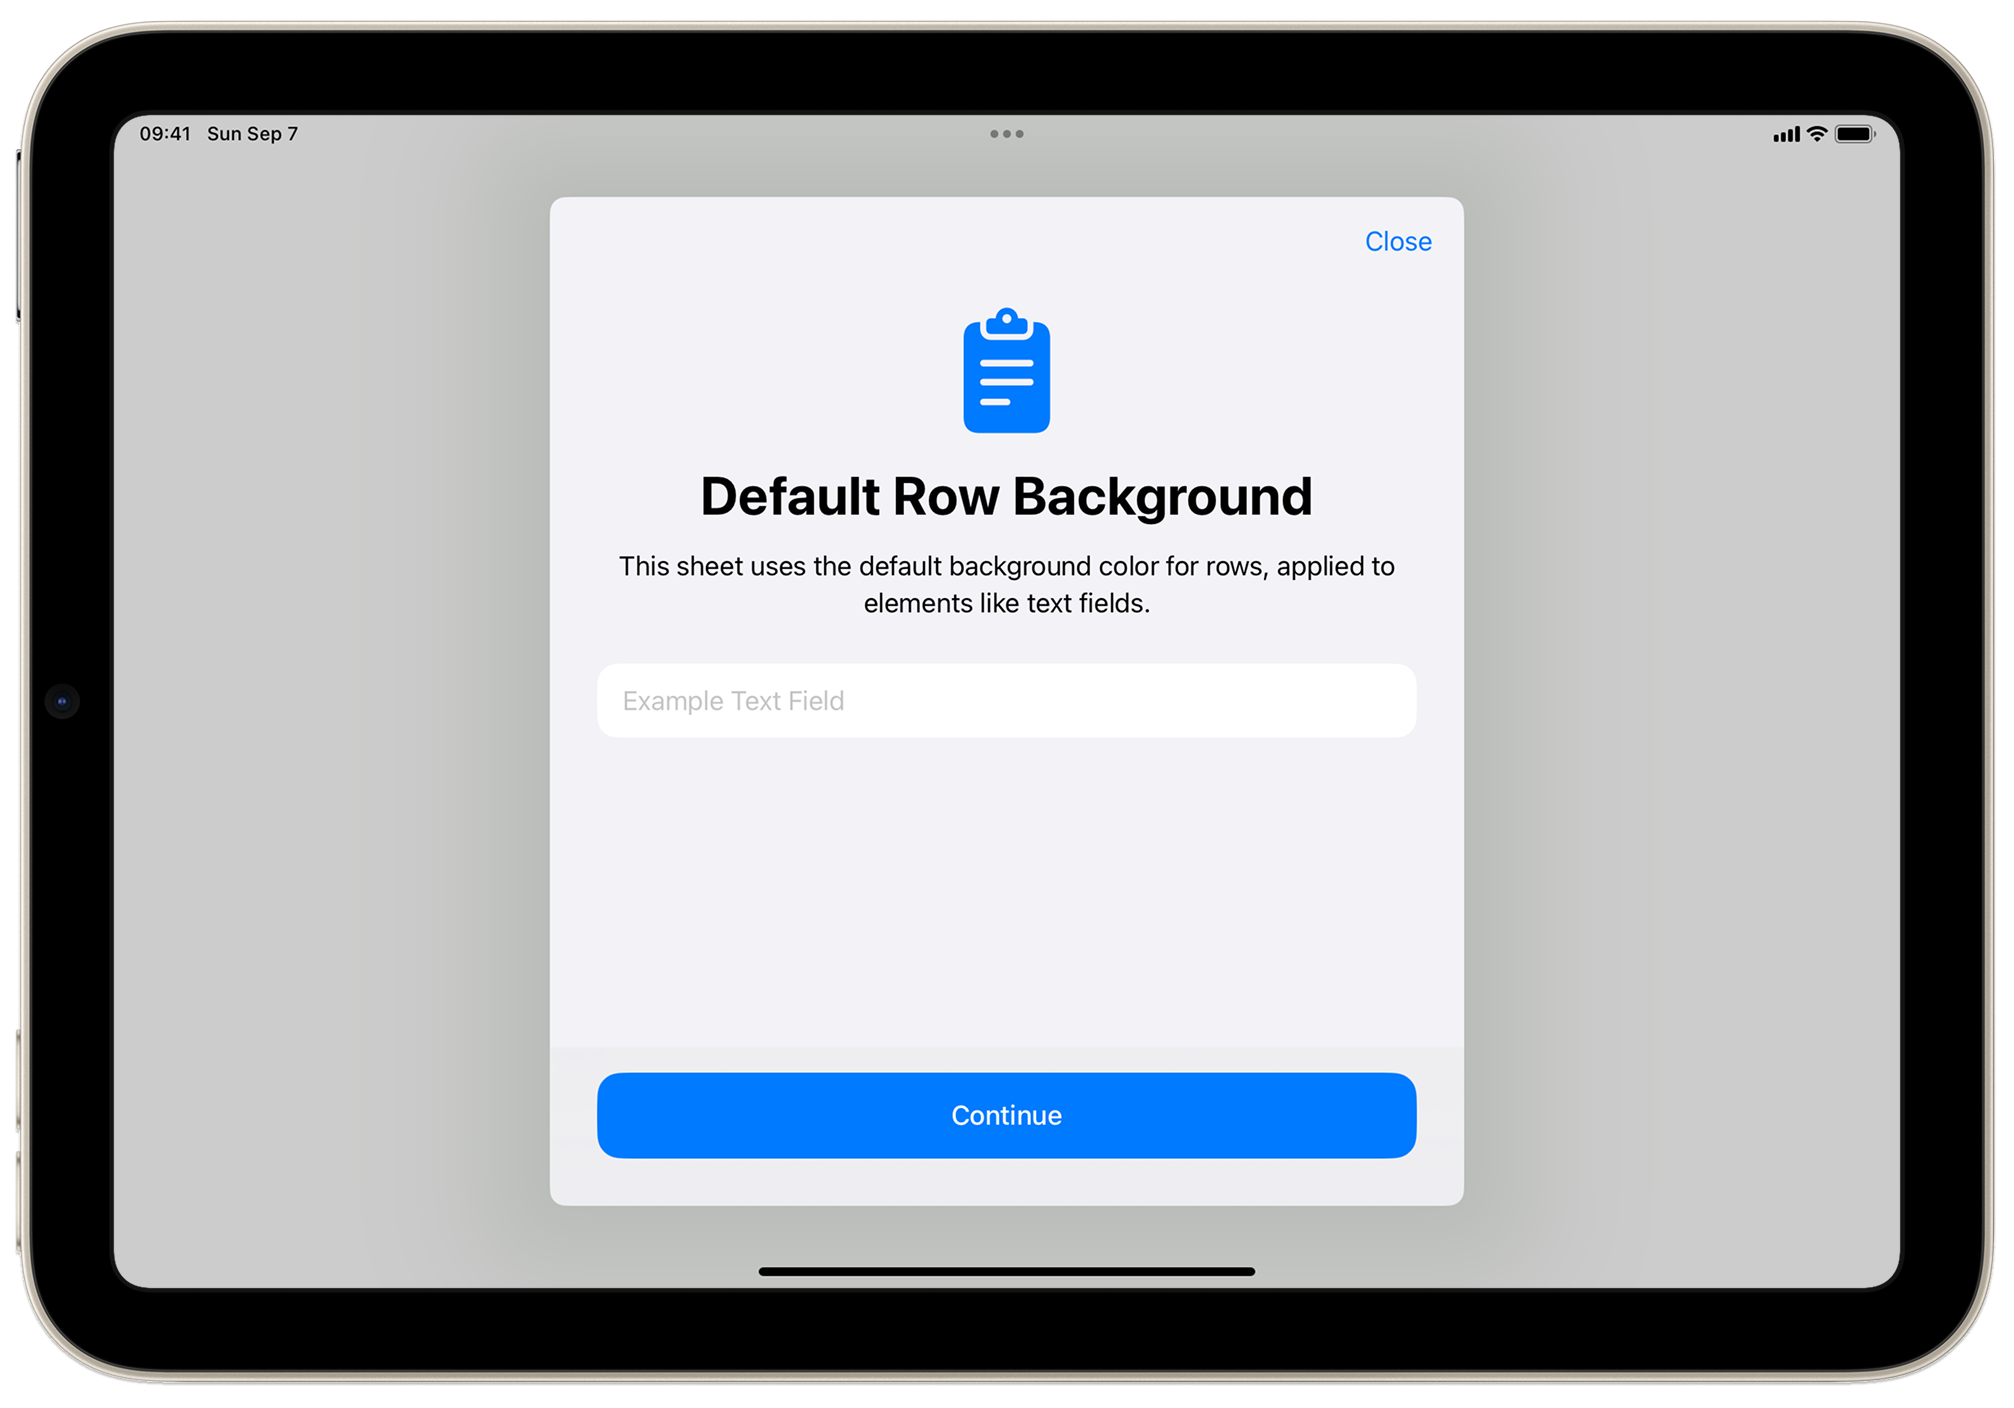 09:41 Sun Sep 7
Close
Default Row Background
This sheet uses the default background color for rows, applied to
elements like text fields.
Example Text Field
Continue